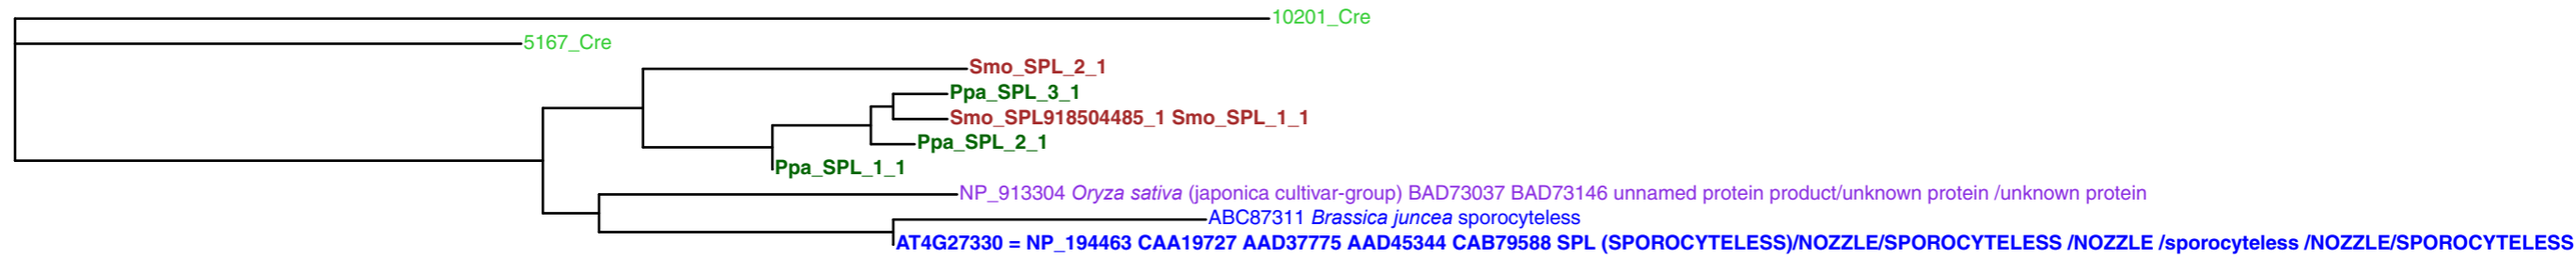 10201_Cre
5167_Cre
Smo_SPL_2_1
Ppa_SPL_3_1
Smo_SPL918504485_1 Smo_SPL_1_1
Ppa_SPL_2_1
Ppa_SPL_1_1
NP_913304 Oryza sativa (japonica cultivar-group) BAD73037 BAD73146 unnamed protein product/unknown protein /unknown protein
ABC87311 Brassica juncea sporocyteless
AT4G27330 = NP_194463 CAA19727 AAD37775 AAD45344 CAB79588 SPL (SPOROCYTELESS)/NOZZLE/SPOROCYTELESS /NOZZLE /sporocyteless /NOZZLE/SPOROCYTELESS